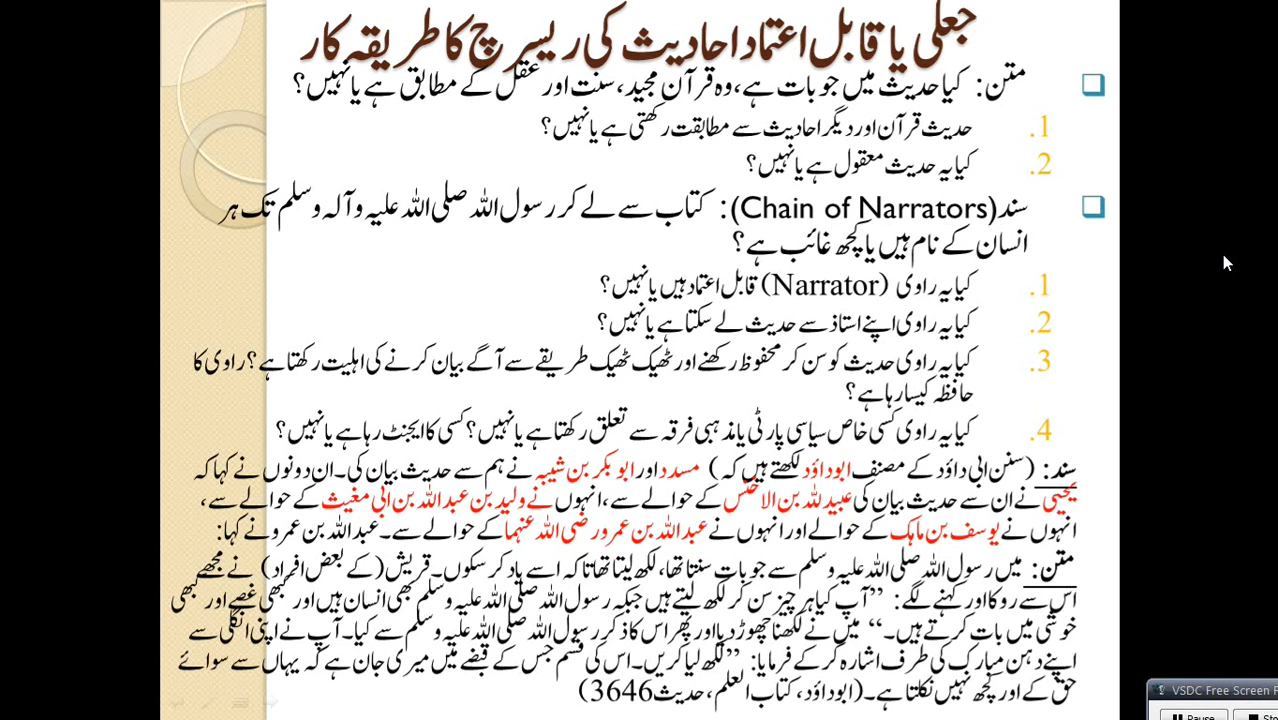 جعلی یا قابل اعتماد احادیث کی ریسرچ کا طریقہ کار
❑ متن: کیا حدیث میں جو بات ہے، وہ قرآن مجید، سنت اور عقل کے مطابق ہے یا نہیں؟
1. حدیث قرآن اور دیگر احادیث سے مطابقت رکھتی ہے یا نہیں؟
2. کیا یہ حدیث معقول ہے یا نہیں؟
❑ سند(Chain of Narrators): کتاب سے لے کر رسول اللہ صلی اللہ علیہ وآلہ وسلم تک ہر
انسان کے نام ہیں یا کچھ غائب ہے؟
1. کیا یہ راوی (Narrator) قابل اعتماد ہیں یا نہیں؟
2. کیا یہ راوی اپنے استاذ سے حدیث لے سکتا ہے یا نہیں؟
3. کیا یہ راوی حدیث کو سن کر محفوظ رکھنے اور ٹھیک ٹھیک طریقے سے آگے بیان کرنے کی اہلیت رکھتا ہے؟ راوی کا
حافظہ کیسا رہا ہے؟
4. کیا یہ راوی کسی خاص سیاسی پارٹی یا مذہبی فرقہ سے تعلق رکھتا ہے یا نہیں؟ کسی کا ایجنٹ رہا ہے یا نہیں؟
سند: (سنن ابی داؤد کے مصنف ابوداؤد لکھتے ہیں کہ) مسدد اور ابو بکر بن شیبہ نے ہم سے حدیث بیان کی۔ ان دونوں نے کہا کہ
یحیی نے ان سے حدیث بیان کی عبید للہ بن الاخنس کے حوالے سے، انہوں نے ولید بن عبداللہ بن ابی مغیث کے حوالے سے،
انہوں نے یوسف بن ماہک کے حوالے اور انہوں نے عبداللہ بن عمرو رضی اللہ عنہما کے حوالے سے۔ عبداللہ بن عمرو نے کہا:
متن: میں رسول اللہ صلی اللہ علیہ وسلم سے جو بات سنتا تھا، لکھ لیتا تھا تاکہ اسے یاد کر سکوں۔ قریش (کے بعض افراد) نے مجھے
اس سے روکا اور کہنے لگے: ”آپ کیا ہر چیز سن کر لکھ لیتے ہیں جبکہ رسول اللہ صلی اللہ علیہ وسلم بھی انسان ہیں اور کبھی غصے اور کبھی
خوشی میں بات کرتے ہیں۔“ میں نے لکھنا چھوڑ دیا اور پھر اس کا ذکر رسول اللہ صلی اللہ علیہ وسلم سے کیا۔ آپ نے اپنی انگلی سے
اپنے دہن مبارک کی طرف اشارہ کر کے فرمایا: ”لکھ لیا کریں۔ اس کی قسم جس کے قبضے میں میری جان ہے کہ یہاں سے سوائے
حق کے اور کچھ نہیں نکلتا ہے۔ (ابوداؤد، کتاب العلم، حدیث 3646)
VSDC Free Screen
Pause